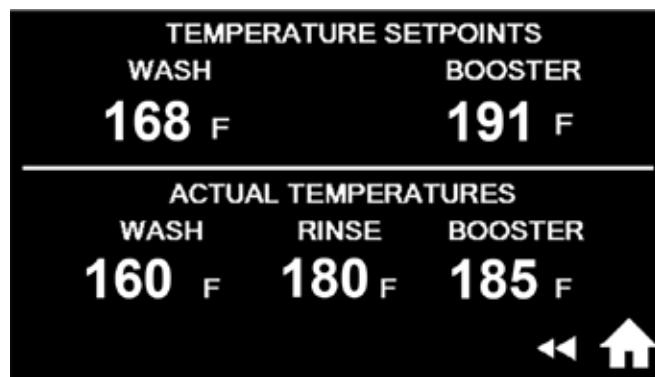 TEMPERATURE SETPOINTS
WASH BOOSTER
168 F 191 F
ACTUAL TEMPERATURES
WASH RINSE BOOSTER
160 F 180 F 185 F